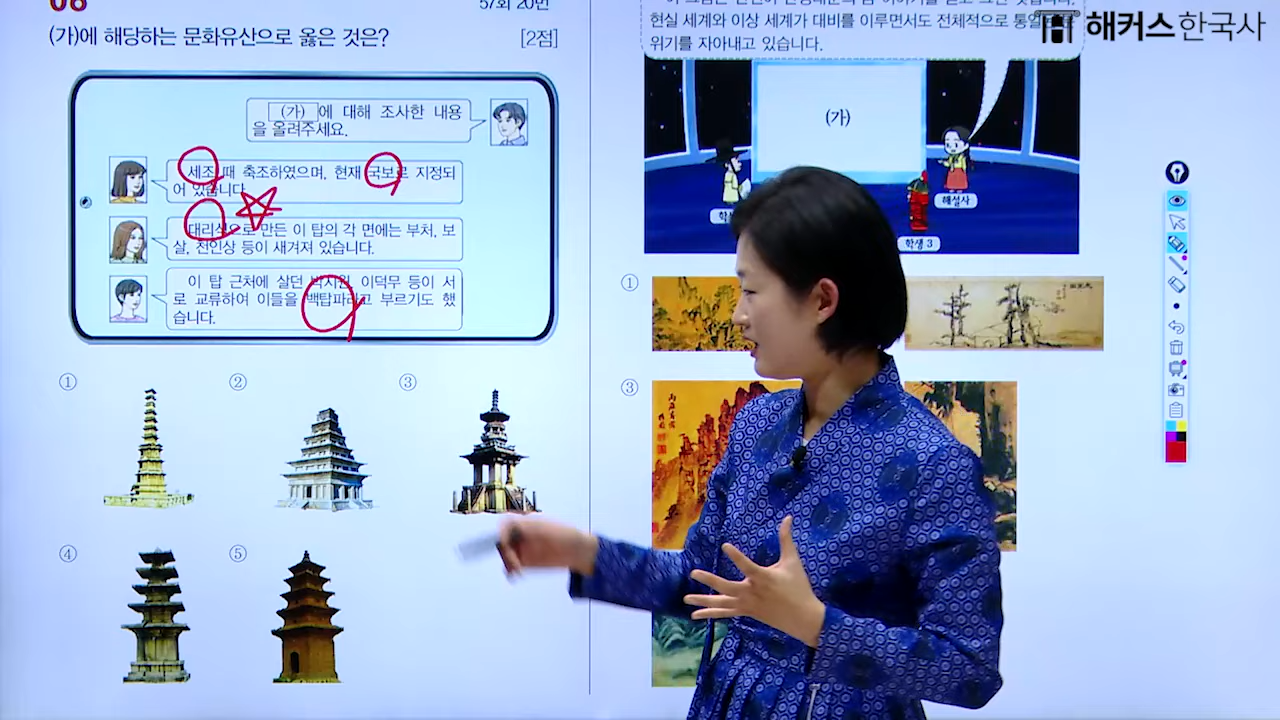 06
57회 20번
(가)에 해당하는 문화유산으로 옳은 것은?
[2점]
(가) 에 대해 조사한 내용
을 올려주세요.
세조 때 축조하였으며, 현재 국보로 지정되
어 있습니다.
대리석으로 만든 이 탑의 각 면에는 부처, 보
살, 천인상 등이 새겨져 있습니다.
이 탑 근처에 살던 박지원, 이덕무 등이 서
로 교류하여 이들을 백탑파라고 부르기도 했
습니다.
①
②
③
④
⑤
현실 세계와 이상 세계가 대비를 이루면서도 전체적으로
위기를 자아내고 있습니다.
(가)
해설사
학생 3
①
③
해커스한국사